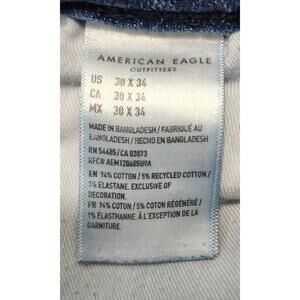 AMERICAN EAGLE
OUTFITTERS
US 30 X 34
CA 30 X 34
MX 30 X 34
MADE IN BANGLADESH / FABRIQUÉ AU
BANGLADESH / HECHO EN BANGLADESH
RN 54485/CA 03873
RFC# AEM120605U9A
EN 94% COTTON / 5% RECYCLED COTTON /
1% ELASTANE. EXCLUSIVE OF
DECORATION.
FR 94% COTON / 5% COTON RÉGÉNÉRÉ /
1% ÉLASTHANNE. À L'EXCEPTION DE LA
GARNITURE.